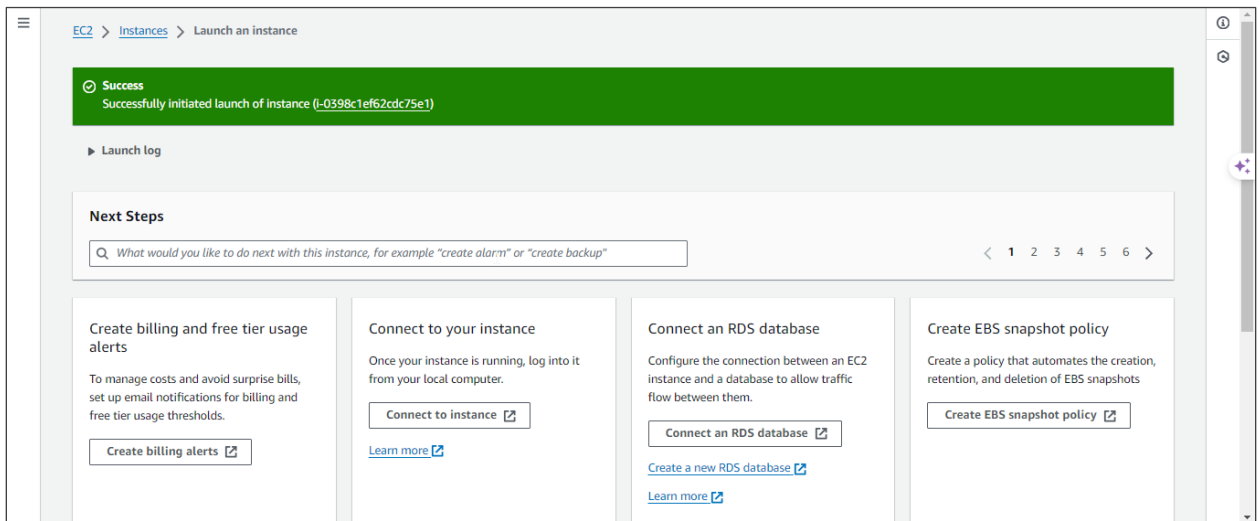 EC2 > Instances > Launch an instance
Success
Successfully initiated launch of instance (i-0398c1ef62cdc75e1)
Launch log
Next Steps
What would you like to do next with this instance, for example "create alarm" or "create backup"
1 2 3 4 5 6
Create billing and free tier usage
alerts
To manage costs and avoid surprise bills,
set up email notifications for billing and
free tier usage thresholds.
Create billing alerts
Connect to your instance
Once your instance is running, log into it
from your local computer.
Connect to instance
Learn more
Connect an RDS database
Configure the connection between an EC2
instance and a database to allow traffic
flow between them.
Connect an RDS database
Create a new RDS database
Learn more
Create EBS snapshot policy
Create a policy that automates the creation,
retention, and deletion of EBS snapshots
Create EBS snapshot policy